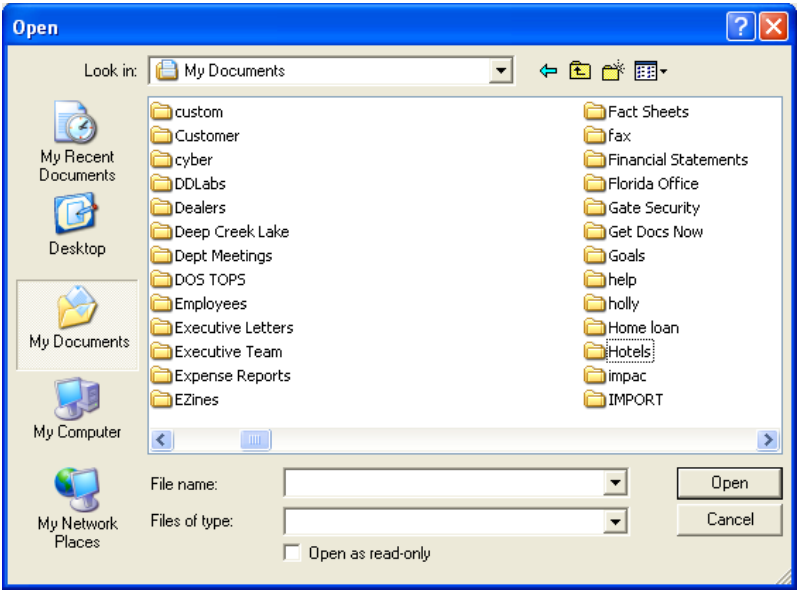 Open
Look in: My Documents
My Recent
Documents
Desktop
My Documents
My Computer
My Network
Places
custom
Customer
cyber
DDLabs
Dealers
Deep Creek Lake
Dept Meetings
DOS TOPS
Employees
Executive Letters
Executive Team
Expense Reports
EZines
Fact Sheets
fax
Financial Statements
Florida Office
Gate Security
Get Docs Now
Goals
help
holly
Home loan
Hotels
impac
IMPORT
File name:
Open
Files of type:
Cancel
Open as read-only